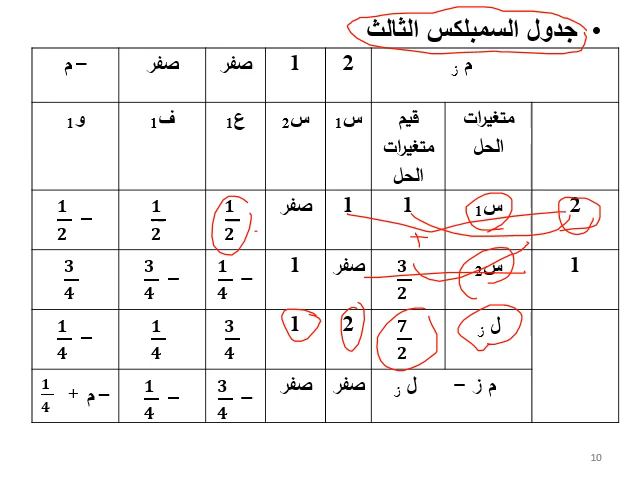 • جدول السمبلكس الثالث
م ز 2 1 صفر صفر – م
متغيرات الحل قيم متغيرات الحل س1 س2 ع1 ف1 و1
2 س1 1 1 صفر 1/2 1/2 – 1/2
1 س2 3/2 صفر 1 – 1/4 – 3/4 3/4
ل ز 7/2 2 1 3/4 1/4 – 1/4
م ز – ل ز صفر صفر – 3/4 – 1/4 – م + 1/4
10